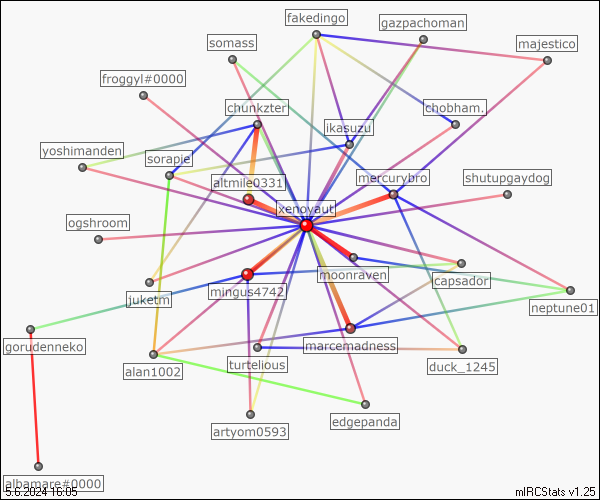 fakedingo
gazpachoman
somass
majestico
froggyl#0000
chunkzter
chobham.
ikasuzu
yoshimanden
sorapie
mercurybro
shutupgaydog
altmile0331
xenoyaut
ogshroom
moonraven
capsador
juketm
mingus4742
neptune01
gorudenneko
marcemadness
turtelious
duck_1245
alan1002
edgepanda
artyom0593
albamare#0000
5.6.2024 16:05
mIRCStats v1.25